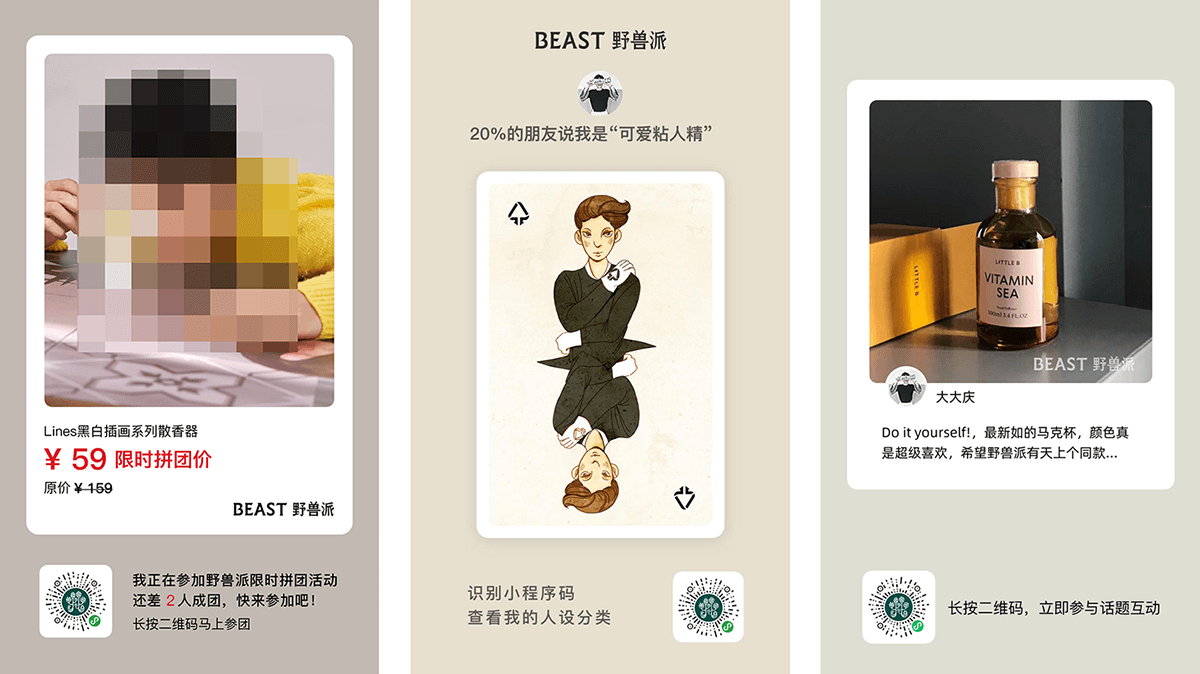 Lines黑白插画系列散香器
¥ 59 限时拼团价
原价 ¥ 159
BEAST 野兽派
我正在参加野兽派限时拼团活动
还差 2 人成团，快来参加吧！
长按二维码马上参团
BEAST 野兽派
20%的朋友说我是“可爱粘人精”
识别小程序码
查看我的人设分类
LITTLE B
LITTLE B
VITAMIN
SEA
100ml 3.4 FL.OZ
BEAST 野兽派
大大庆
Do it yourself!，最新如的马克杯，颜色真
是超级喜欢，希望野兽派有天上个同款...
长按二维码，立即参与话题互动